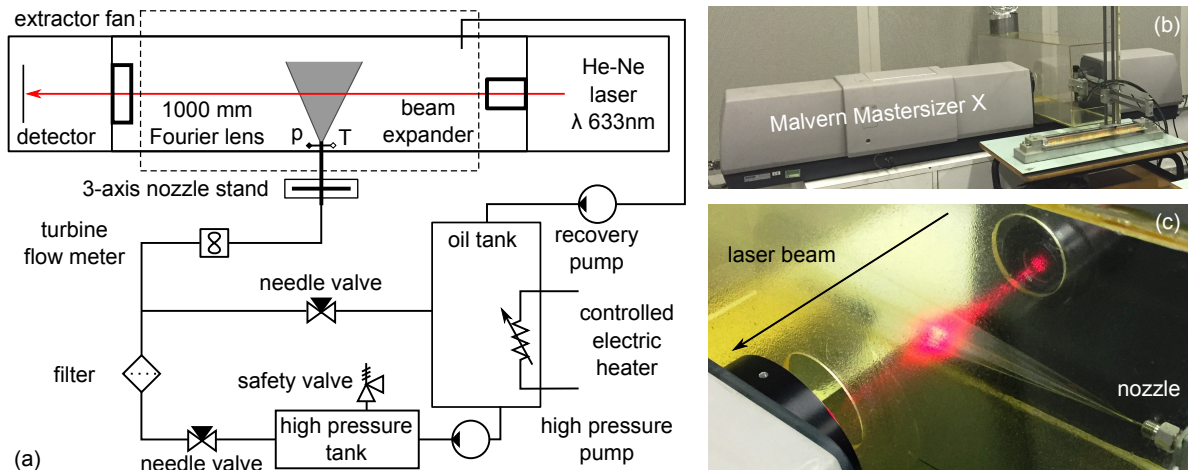 extractor fan
He-Ne
laser
λ 633nm
1000 mm
Fourier lens
beam
expander
detector
p
T
3-axis nozzle stand
turbine
flow meter
oil tank
recovery
pump
needle valve
controlled
electric
heater
filter
safety valve
high pressure
tank
high pressure
pump
needle valve
(a)
(b)
Malvern Mastersizer X
(c)
laser beam
nozzle